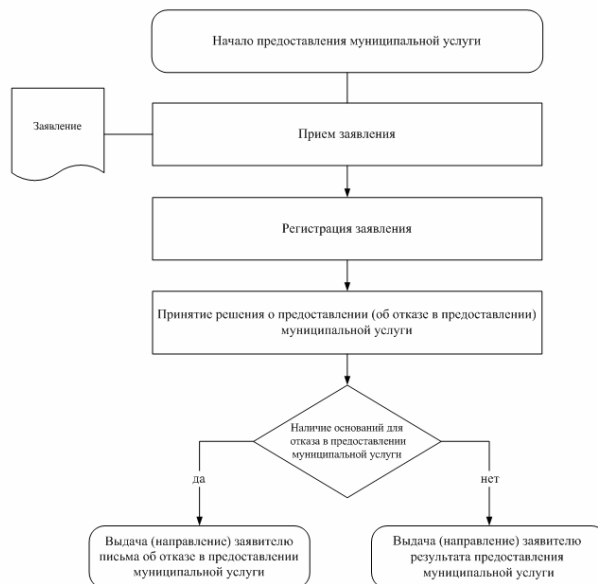 Начало предоставления муниципальной услуги
Заявление
Прием заявления
Регистрация заявления
Принятие решения о предоставлении (об отказе в предоставлении)
муниципальной услуги
Наличие оснований для
отказа в предоставлении
муниципальной услуги
да
нет
Выдача (направление) заявителю
письма об отказе в предоставлении
муниципальной услуги
Выдача (направление) заявителю
результата предоставления
муниципальной услуги